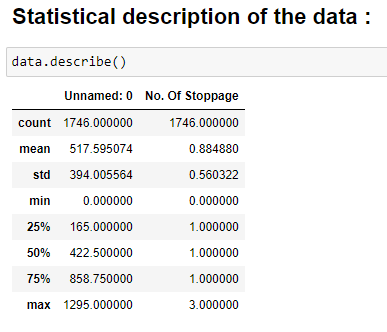 Statistical description of the data :
data.describe()
Unnamed: 0 No. Of Stoppage
count 1746.000000 1746.000000
mean 517.595074 0.884880
std 394.005564 0.560322
min 0.000000 0.000000
25% 165.000000 1.000000
50% 422.500000 1.000000
75% 858.750000 1.000000
max 1295.000000 3.000000